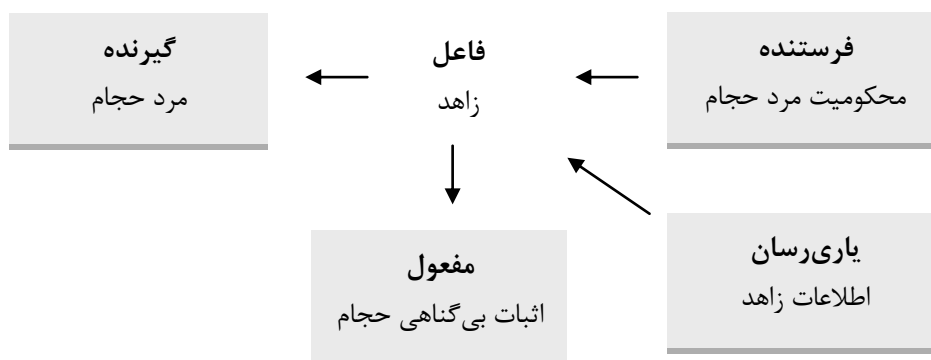 فرستنده
محکومیت مرد حجام
فاعل
زاهد
گیرنده
مرد حجام
یاری‌رسان
اطلاعات زاهد
مفعول
اثبات بی‌گناهی حجام